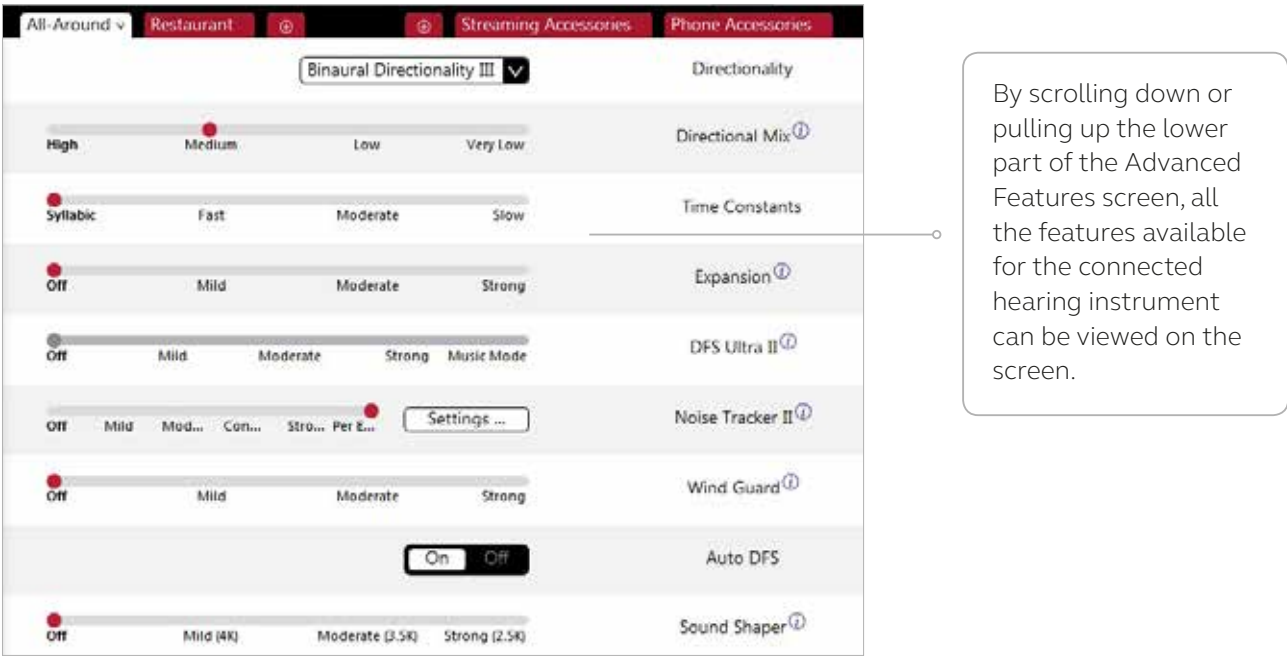 All-Around Restaurant Streaming Accessories Phone Accessories
Binaural Directionality III Directionality
High Medium Low Very Low Directional Mix
Syllabic Fast Moderate Slow Time Constants
Off Mild Moderate Strong Expansion
Off Mild Moderate Strong Music Mode DFS Ultra II
Off Mild Mod... Con... Stro... Per E... Settings ... Noise Tracker II
Off Mild Moderate Strong Wind Guard
On Off Auto DFS
Off Mild (4K) Moderate (3.5K) Strong (2.5K) Sound Shaper
By scrolling down or
pulling up the lower
part of the Advanced
Features screen, all
the features available
for the connected
hearing instrument
can be viewed on the
screen.